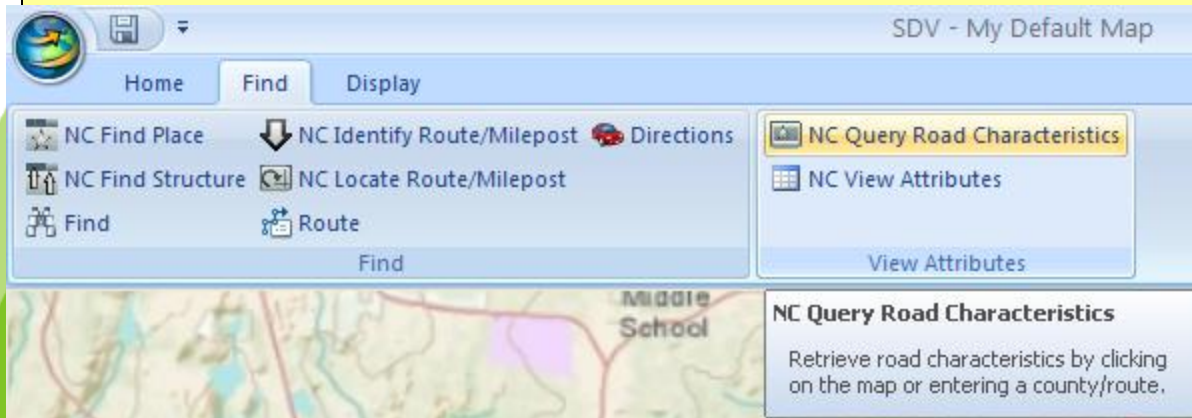 SDV - My Default Map
Home Find Display
NC Find Place NC Identify Route/Milepost Directions
NC Find Structure NC Locate Route/Milepost
Find Route
Find
NC Query Road Characteristics
NC View Attributes
View Attributes
Middle
School
NC Query Road Characteristics
Retrieve road characteristics by clicking
on the map or entering a county/route.